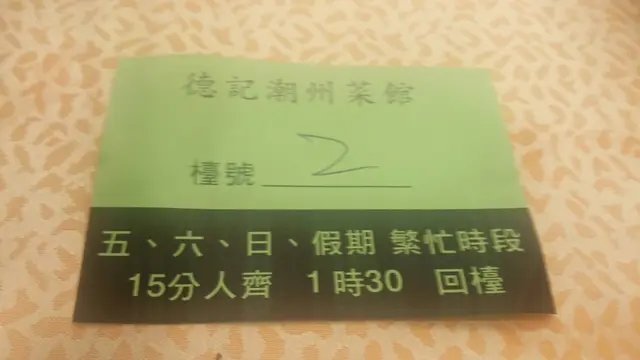 德記潮州菜館
檯號 2
五、六、日、假期 繁忙時段
15分人齊 1時30 回檯